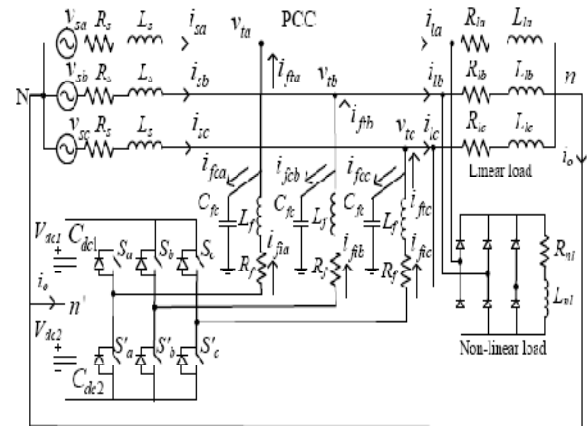 v_sa R_s L_s i_sa v_ta PCC i_la R_la L_la
i_fta
N v_sb R_s L_s i_sb v_tb i_lb R_lb L_lb n
i_ftb
v_sc R_s L_s i_sc v_tc i_lc R_lc L_lc i_o
Linear load
i_fca i_fcb i_fcc
C_fc L_f C_fc L_f C_fc L_f i_ftc
V_dc1 C_dc1 S_a S_b S_c R_f i_fia R_f i_fib R_f i_fic R_nl
i_o n' L_nl
V_dc2 C_dc2 S'_a S'_b S'_c
Non-linear load